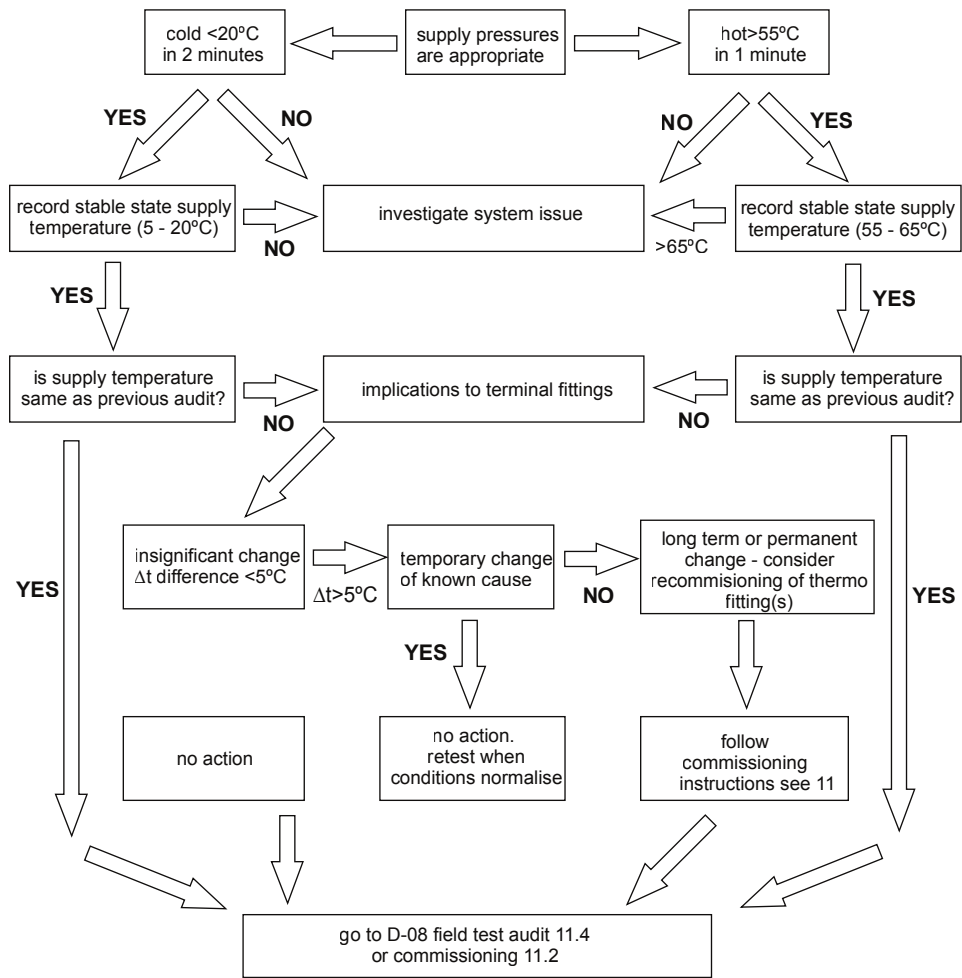 cold <20ºC
in 2 minutes
supply pressures
are appropriate
hot>55ºC
in 1 minute
YES
NO
NO
YES
record stable state supply
temperature (5 - 20ºC)
NO
investigate system issue
>65ºC
record stable state supply
temperature (55 - 65ºC)
YES
YES
is supply temperature
same as previous audit?
NO
implications to terminal fittings
NO
is supply temperature
same as previous audit?
YES
insignificant change
Δt difference <5ºC
Δt>5ºC
temporary change
of known cause
NO
long term or permanent
change - consider
recommisioning of thermo
fitting(s)
YES
YES
no action
no action.
retest when
conditions normalise
follow
commissioning
instructions see 11
go to D-08 field test audit 11.4
or commissioning 11.2